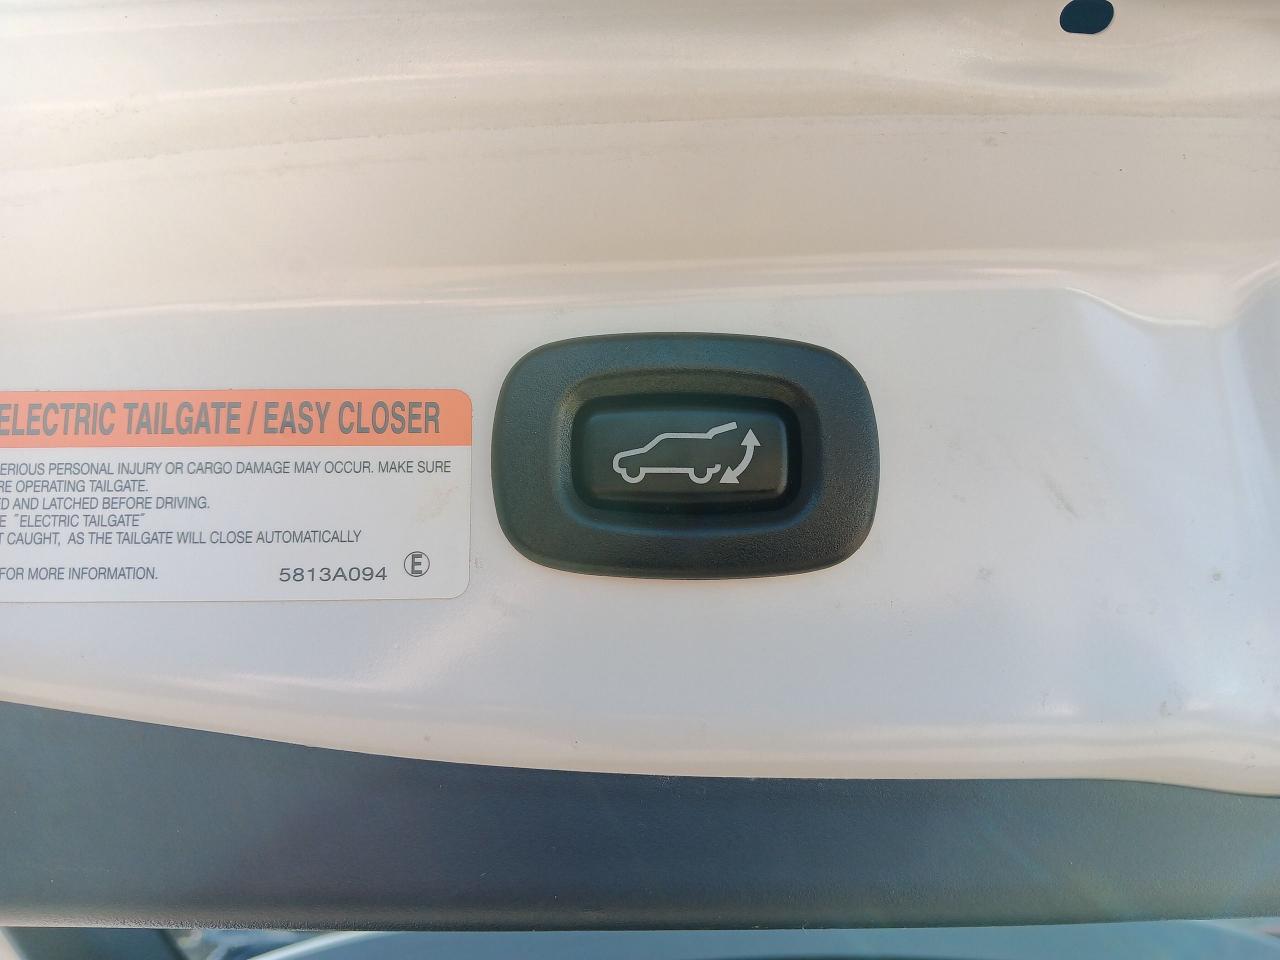 ELECTRIC TAILGATE / EASY CLOSER
ERIOUS PERSONAL INJURY OR CARGO DAMAGE MAY OCCUR. MAKE SURE
RE OPERATING TAILGATE.
ED AND LATCHED BEFORE DRIVING.
E "ELECTRIC TAILGATE"
T CAUGHT, AS THE TAILGATE WILL CLOSE AUTOMATICALLY
FOR MORE INFORMATION.
5813A094 Ⓔ